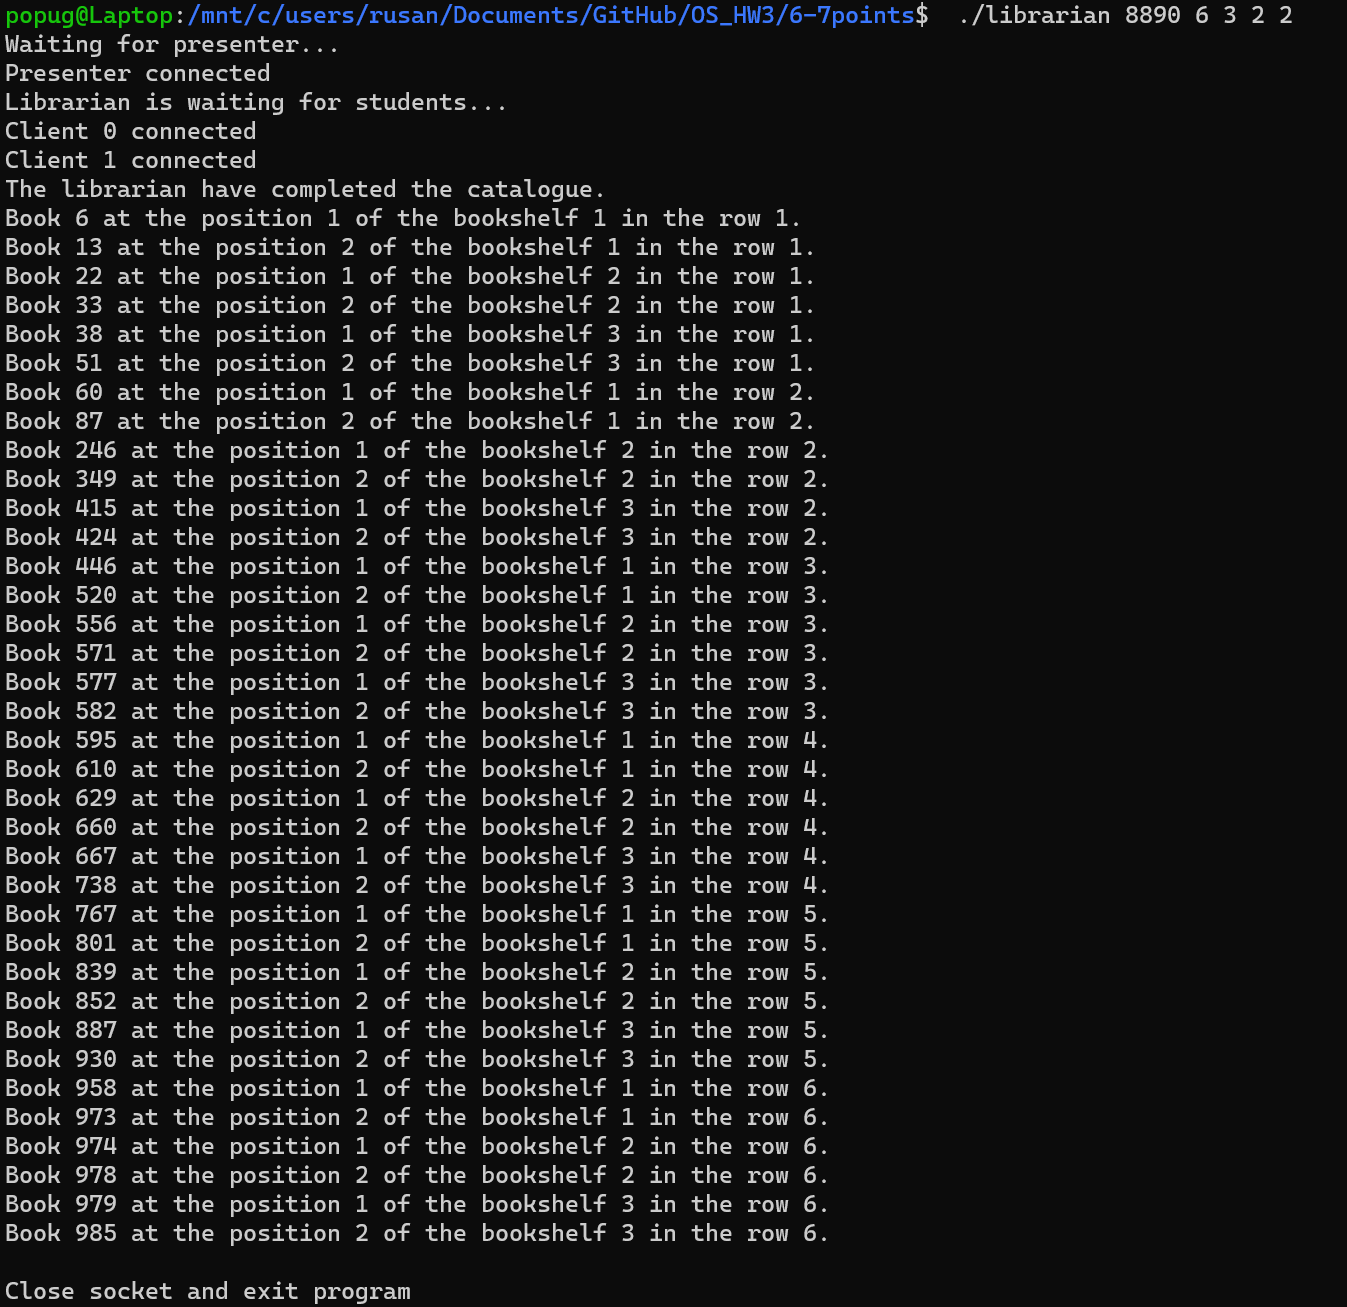 popug@Laptop:/mnt/c/users/rusan/Documents/GitHub/OS_HW3/6-7points$  ./librarian 8890 6 3 2 2
Waiting for presenter...
Presenter connected
Librarian is waiting for students...
Client 0 connected
Client 1 connected
The librarian have completed the catalogue.
Book 6 at the position 1 of the bookshelf 1 in the row 1.
Book 13 at the position 2 of the bookshelf 1 in the row 1.
Book 22 at the position 1 of the bookshelf 2 in the row 1.
Book 33 at the position 2 of the bookshelf 2 in the row 1.
Book 38 at the position 1 of the bookshelf 3 in the row 1.
Book 51 at the position 2 of the bookshelf 3 in the row 1.
Book 60 at the position 1 of the bookshelf 1 in the row 2.
Book 87 at the position 2 of the bookshelf 1 in the row 2.
Book 246 at the position 1 of the bookshelf 2 in the row 2.
Book 349 at the position 2 of the bookshelf 2 in the row 2.
Book 415 at the position 1 of the bookshelf 3 in the row 2.
Book 424 at the position 2 of the bookshelf 3 in the row 2.
Book 446 at the position 1 of the bookshelf 1 in the row 3.
Book 520 at the position 2 of the bookshelf 1 in the row 3.
Book 556 at the position 1 of the bookshelf 2 in the row 3.
Book 571 at the position 2 of the bookshelf 2 in the row 3.
Book 577 at the position 1 of the bookshelf 3 in the row 3.
Book 582 at the position 2 of the bookshelf 3 in the row 3.
Book 595 at the position 1 of the bookshelf 1 in the row 4.
Book 610 at the position 2 of the bookshelf 1 in the row 4.
Book 629 at the position 1 of the bookshelf 2 in the row 4.
Book 660 at the position 2 of the bookshelf 2 in the row 4.
Book 667 at the position 1 of the bookshelf 3 in the row 4.
Book 738 at the position 2 of the bookshelf 3 in the row 4.
Book 767 at the position 1 of the bookshelf 1 in the row 5.
Book 801 at the position 2 of the bookshelf 1 in the row 5.
Book 839 at the position 1 of the bookshelf 2 in the row 5.
Book 852 at the position 2 of the bookshelf 2 in the row 5.
Book 887 at the position 1 of the bookshelf 3 in the row 5.
Book 930 at the position 2 of the bookshelf 3 in the row 5.
Book 958 at the position 1 of the bookshelf 1 in the row 6.
Book 973 at the position 2 of the bookshelf 1 in the row 6.
Book 974 at the position 1 of the bookshelf 2 in the row 6.
Book 978 at the position 2 of the bookshelf 2 in the row 6.
Book 979 at the position 1 of the bookshelf 3 in the row 6.
Book 985 at the position 2 of the bookshelf 3 in the row 6.
Close socket and exit program